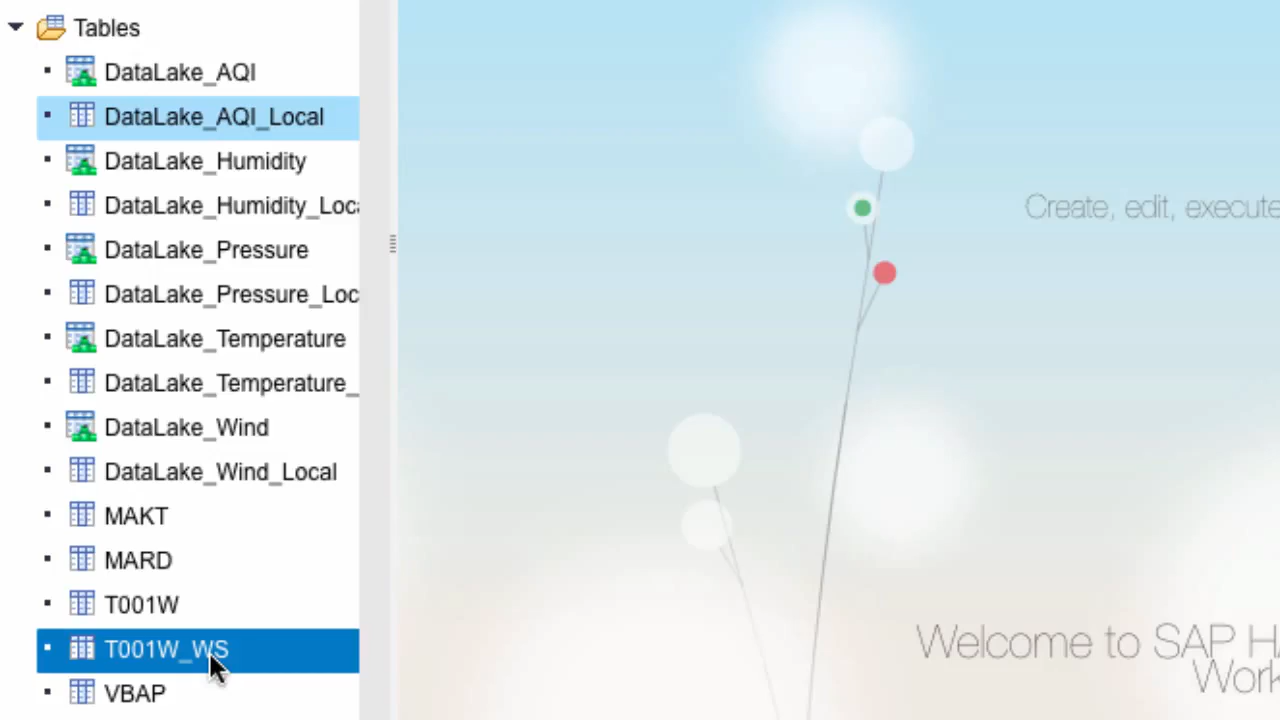 Tables
DataLake_AQI
DataLake_AQI_Local
DataLake_Humidity
DataLake_Humidity_Loc
DataLake_Pressure
DataLake_Pressure_Loc
DataLake_Temperature
DataLake_Temperature_
DataLake_Wind
DataLake_Wind_Local
MAKT
MARD
T001W
T001W_WS
VBAP
Create, edit, execute
Welcome to SAP H
Work